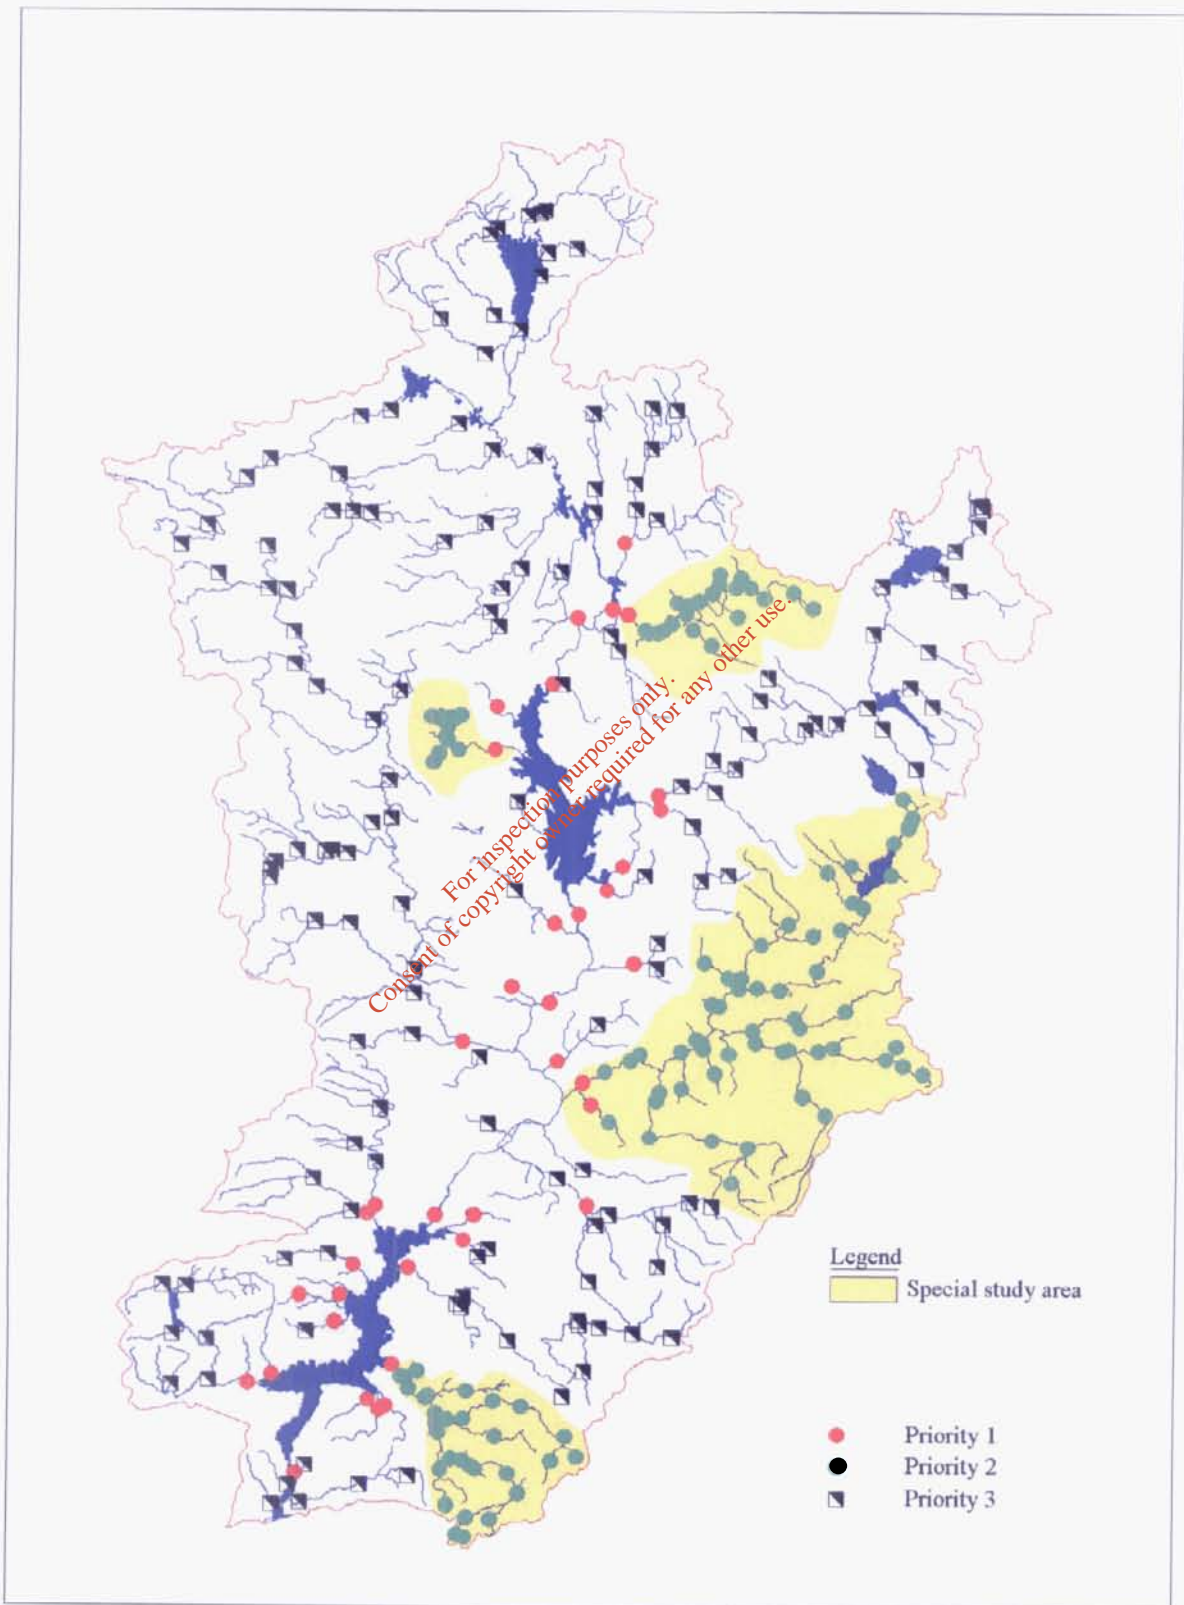 For inspection purposes only.
Consent of copyright owner required for any other use.
Legend
Special study area
Priority 1
Priority 2
Priority 3